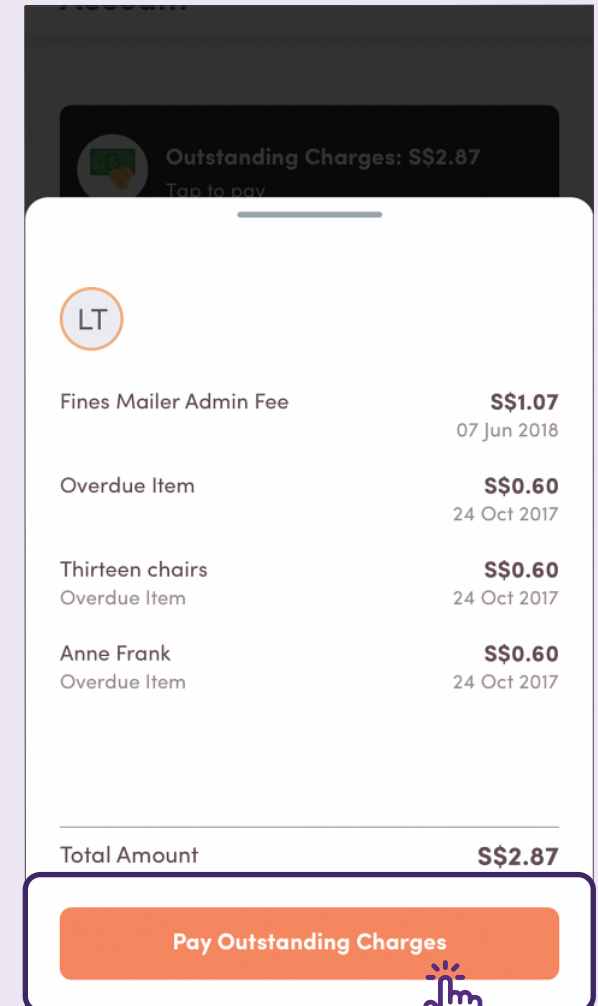 Outstanding Charges: S$2.87
Tap to pay
LT
Fines Mailer Admin Fee S$1.07
07 Jun 2018
Overdue Item S$0.60
24 Oct 2017
Thirteen chairs S$0.60
Overdue Item 24 Oct 2017
Anne Frank S$0.60
Overdue Item 24 Oct 2017
Total Amount S$2.87
Pay Outstanding Charges